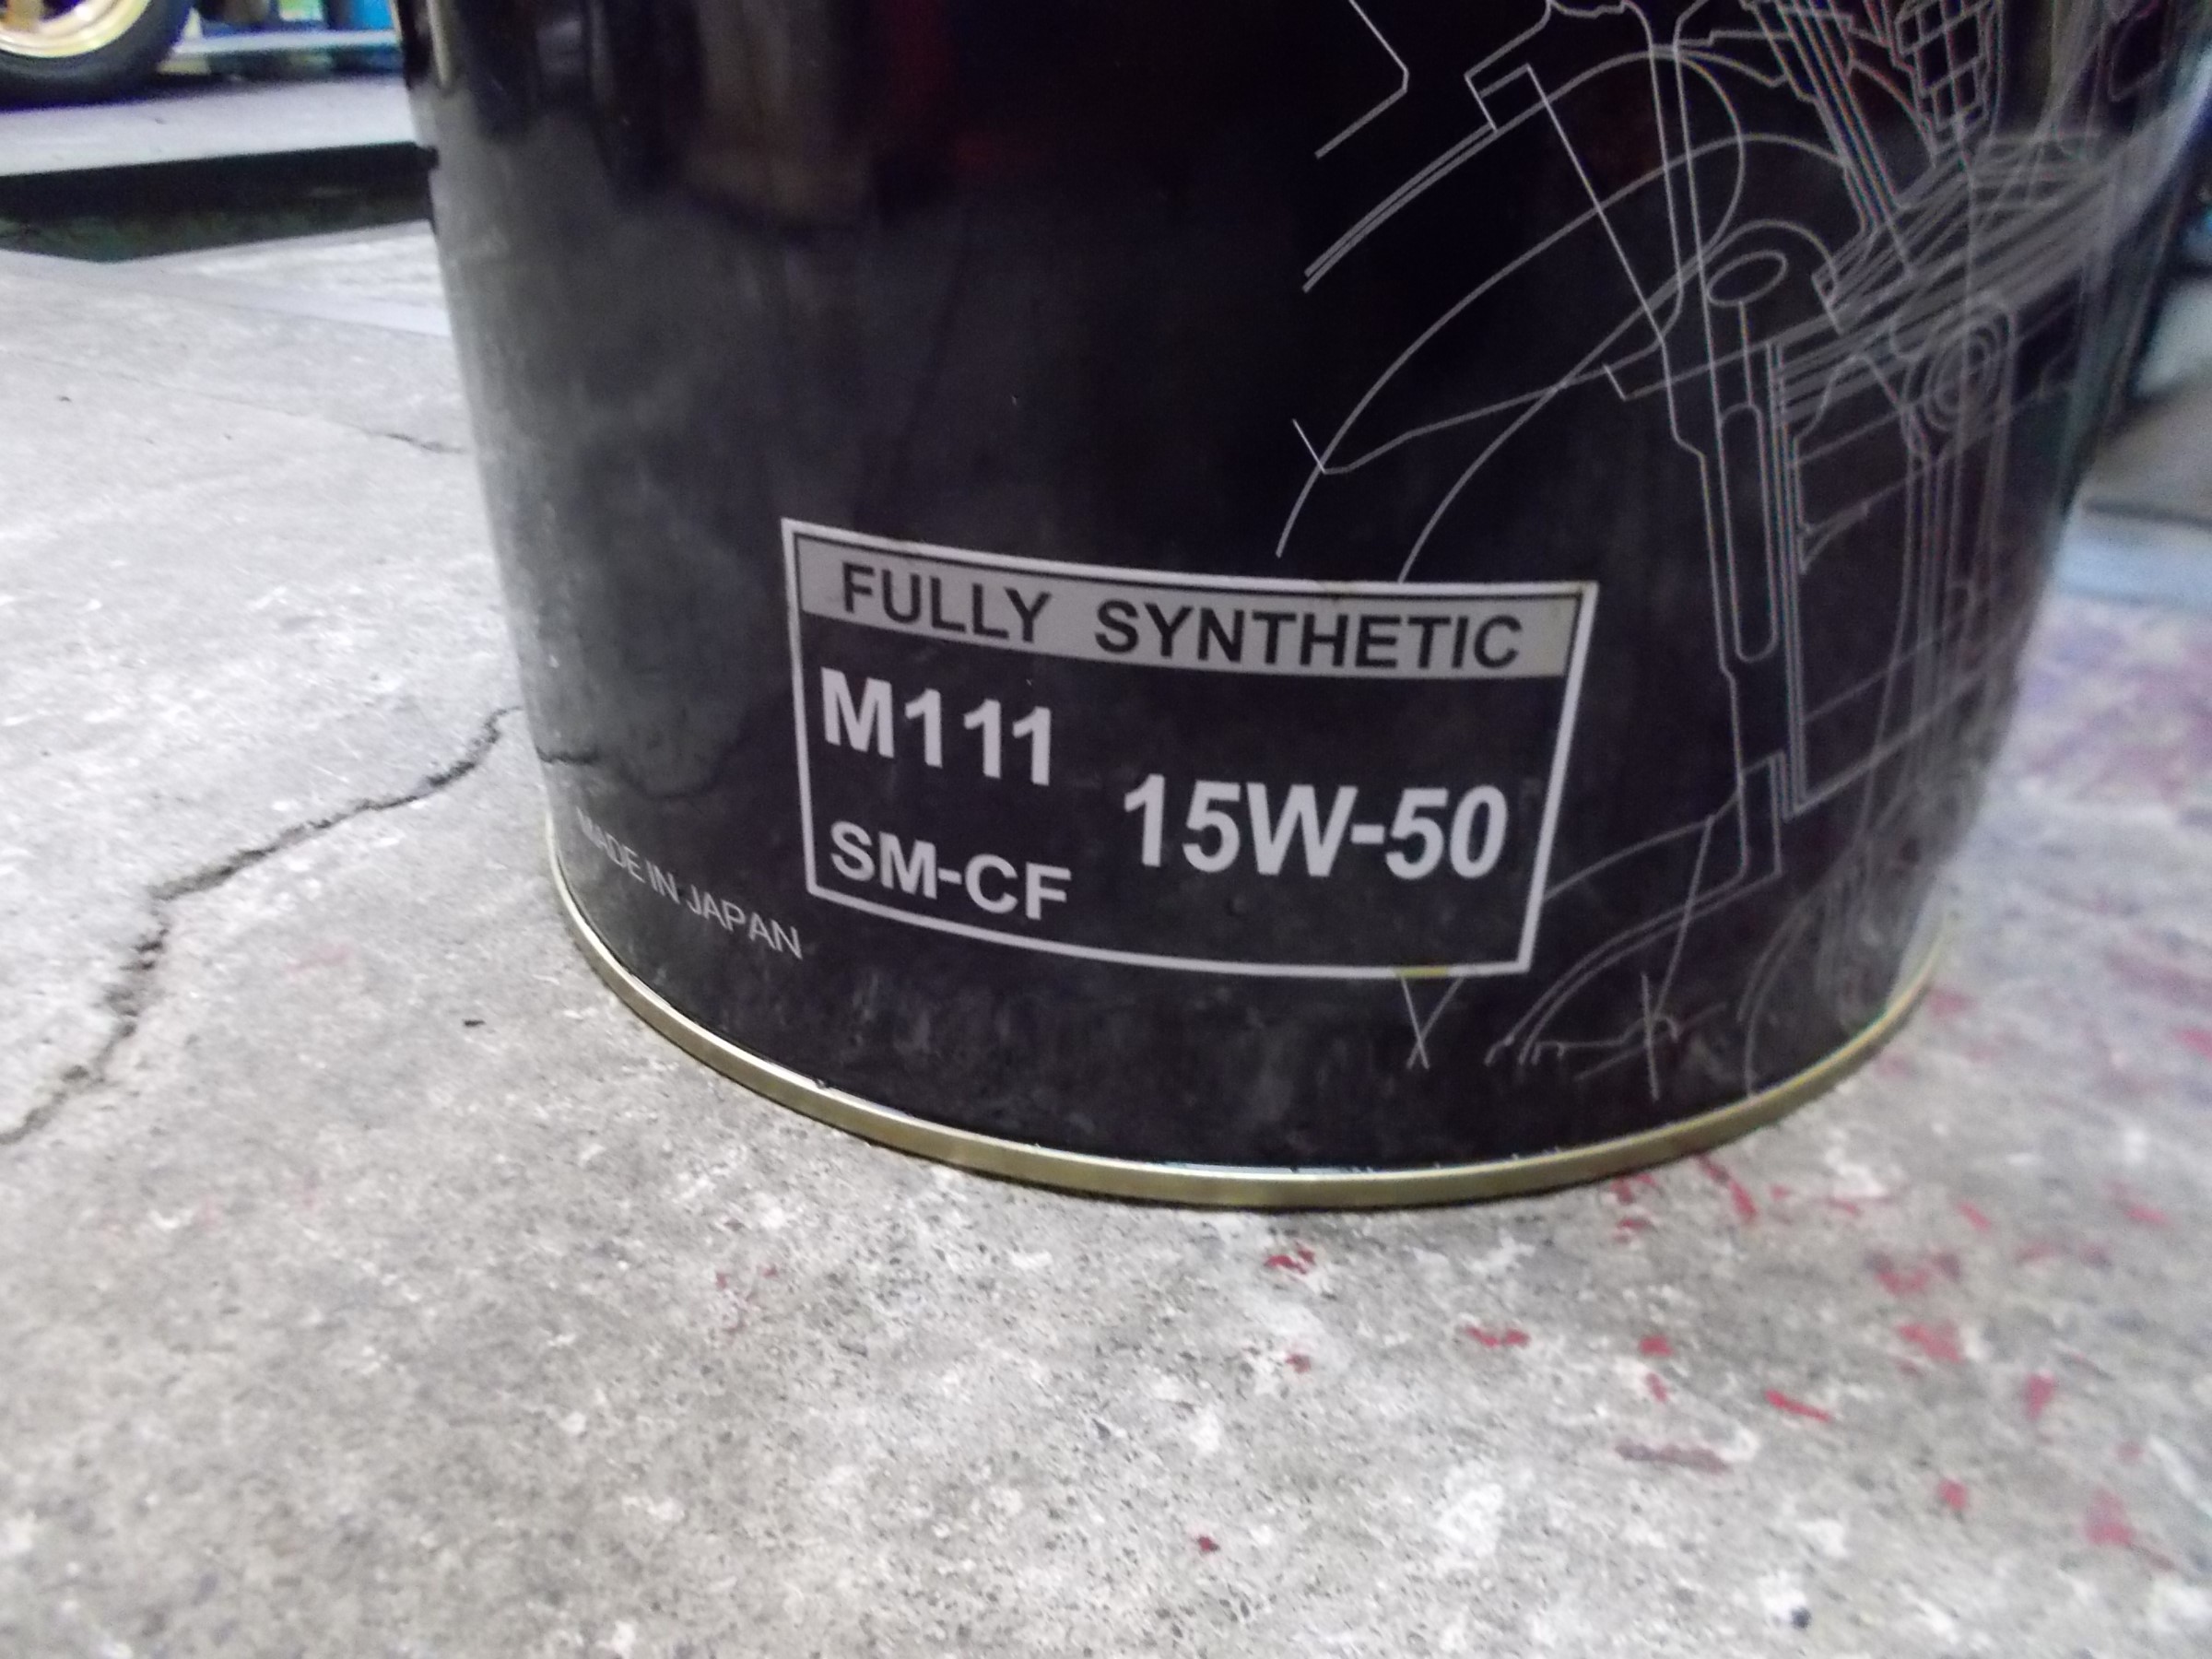 FULLY SYNTHETIC
M111
15W-50
SM-CF
MADE IN JAPAN